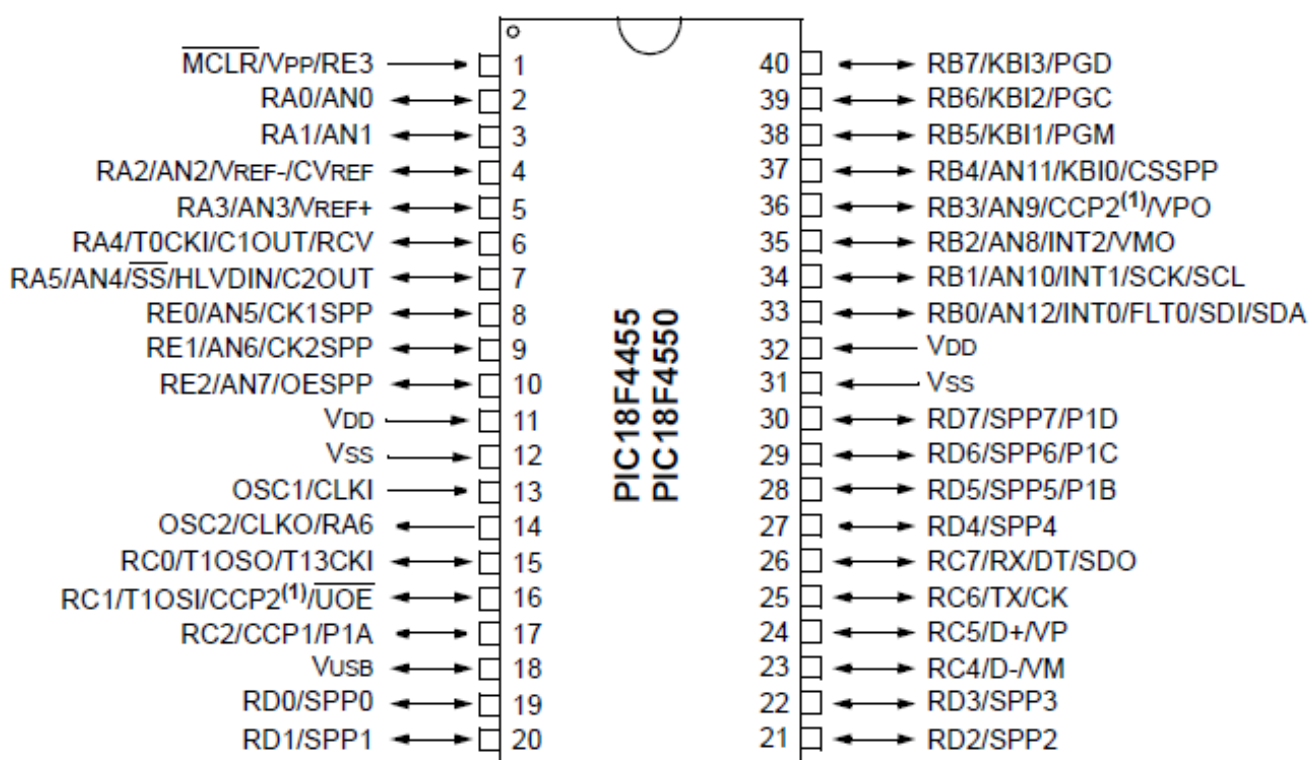 MCLR/VPP/RE3 1 40 RB7/KBI3/PGD
RA0/AN0 2 39 RB6/KBI2/PGC
RA1/AN1 3 38 RB5/KBI1/PGM
RA2/AN2/VREF-/CVREF 4 37 RB4/AN11/KBI0/CSSPP
RA3/AN3/VREF+ 5 36 RB3/AN9/CCP2(1)/VPO
RA4/T0CKI/C1OUT/RCV 6 35 RB2/AN8/INT2/VMO
RA5/AN4/SS/HLVDIN/C2OUT 7 34 RB1/AN10/INT1/SCK/SCL
RE0/AN5/CK1SPP 8 33 RB0/AN12/INT0/FLT0/SDI/SDA
RE1/AN6/CK2SPP 9 32 VDD
RE2/AN7/OESPP 10 31 VSS
VDD 11 30 RD7/SPP7/P1D
VSS 12 29 RD6/SPP6/P1C
OSC1/CLKI 13 28 RD5/SPP5/P1B
OSC2/CLKO/RA6 14 27 RD4/SPP4
RC0/T1OSO/T13CKI 15 26 RC7/RX/DT/SDO
RC1/T1OSI/CCP2(1)/UOE 16 25 RC6/TX/CK
RC2/CCP1/P1A 17 24 RC5/D+/VP
VUSB 18 23 RC4/D-/VM
RD0/SPP0 19 22 RD3/SPP3
RD1/SPP1 20 21 RD2/SPP2
PIC18F4455
PIC18F4550